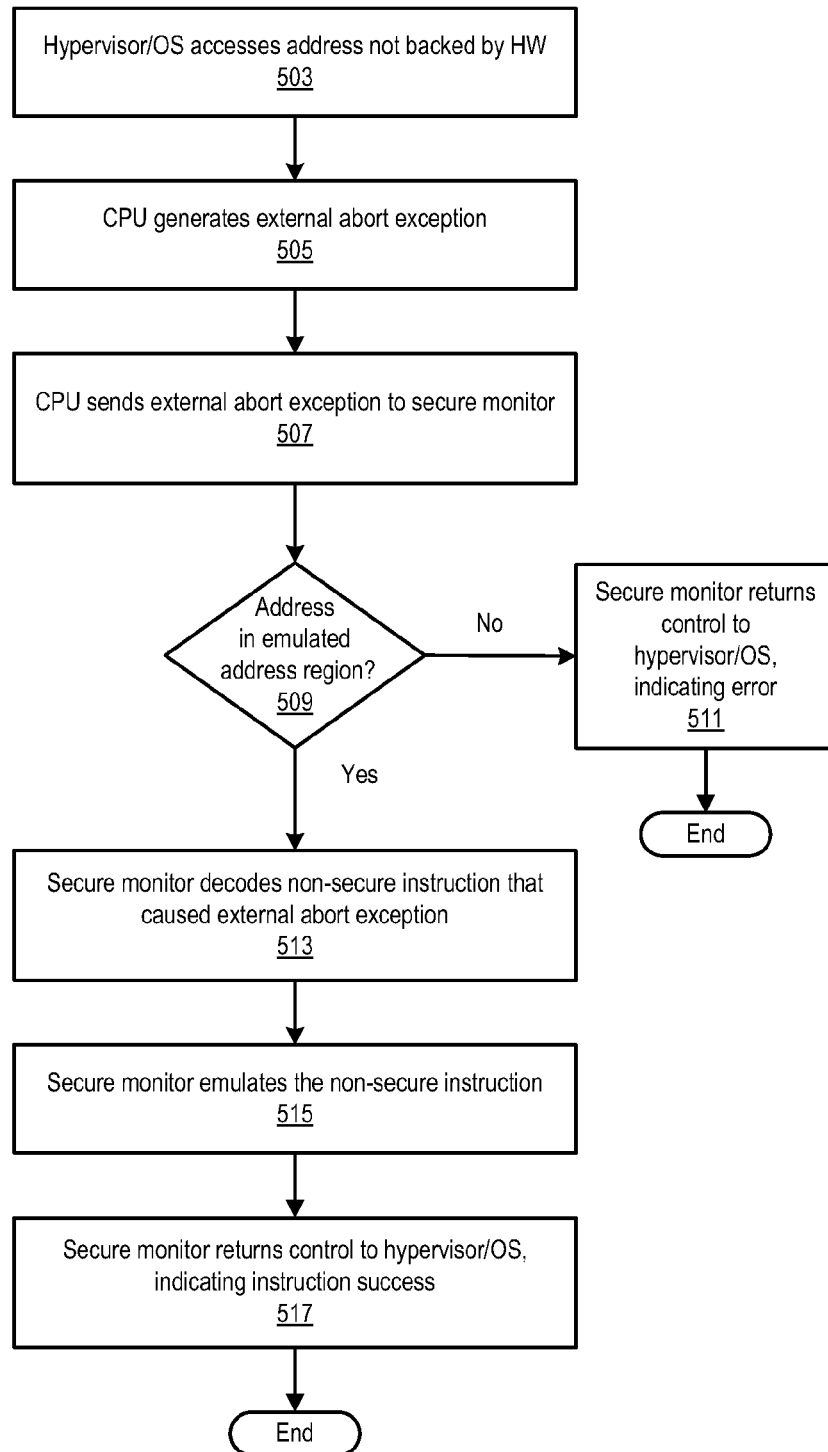 Hypervisor/OS accesses address not backed by HW
503
CPU generates external abort exception
505
CPU sends external abort exception to secure monitor
507
Address
in emulated
address region?
509
No
Secure monitor returns
control to
hypervisor/OS,
indicating error
511
End
Yes
Secure monitor decodes non-secure instruction that
caused external abort exception
513
Secure monitor emulates the non-secure instruction
515
Secure monitor returns control to hypervisor/OS,
indicating instruction success
517
End